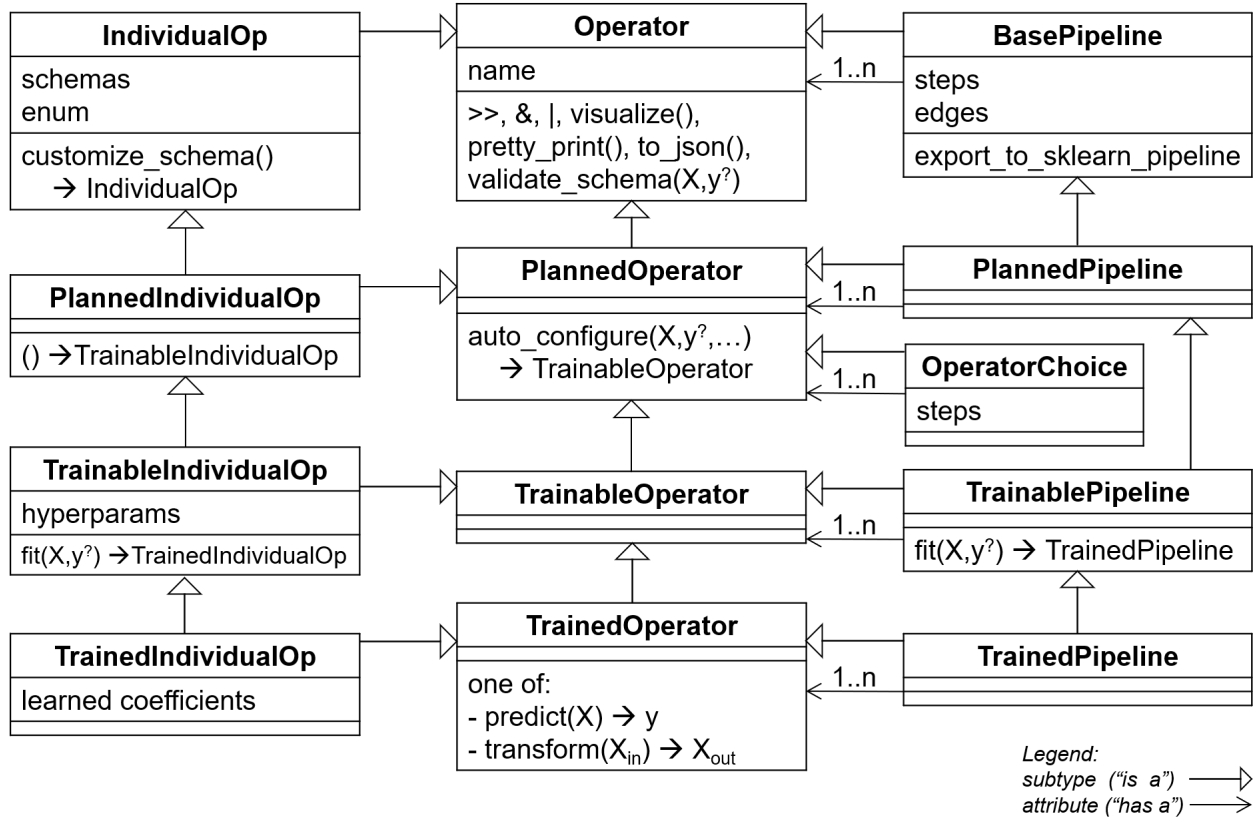 IndividualOp
schemas
enum
customize_schema()
→ IndividualOp
Operator
name
>>, &, |, visualize(),
pretty_print(), to_json(),
validate_schema(X,y?)
BasePipeline
steps
edges
export_to_sklearn_pipeline
1..n
PlannedIndividualOp
() →TrainableIndividualOp
PlannedOperator
auto_configure(X,y?,…)
→ TrainableOperator
PlannedPipeline
1..n
OperatorChoice
steps
1..n
TrainableIndividualOp
hyperparams
fit(X,y?) →TrainedIndividualOp
TrainableOperator
TrainablePipeline
fit(X,y?) → TrainedPipeline
1..n
TrainedIndividualOp
learned coefficients
TrainedOperator
one of:
- predict(X) → y
- transform(Xin) → Xout
TrainedPipeline
1..n
Legend:
subtype ("is a")
attribute ("has a")